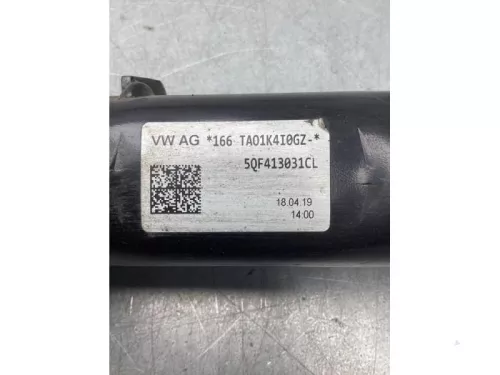 VW AG *166 TA01K4I0GZ-*
5QF413031CL
18.04.19
14:00